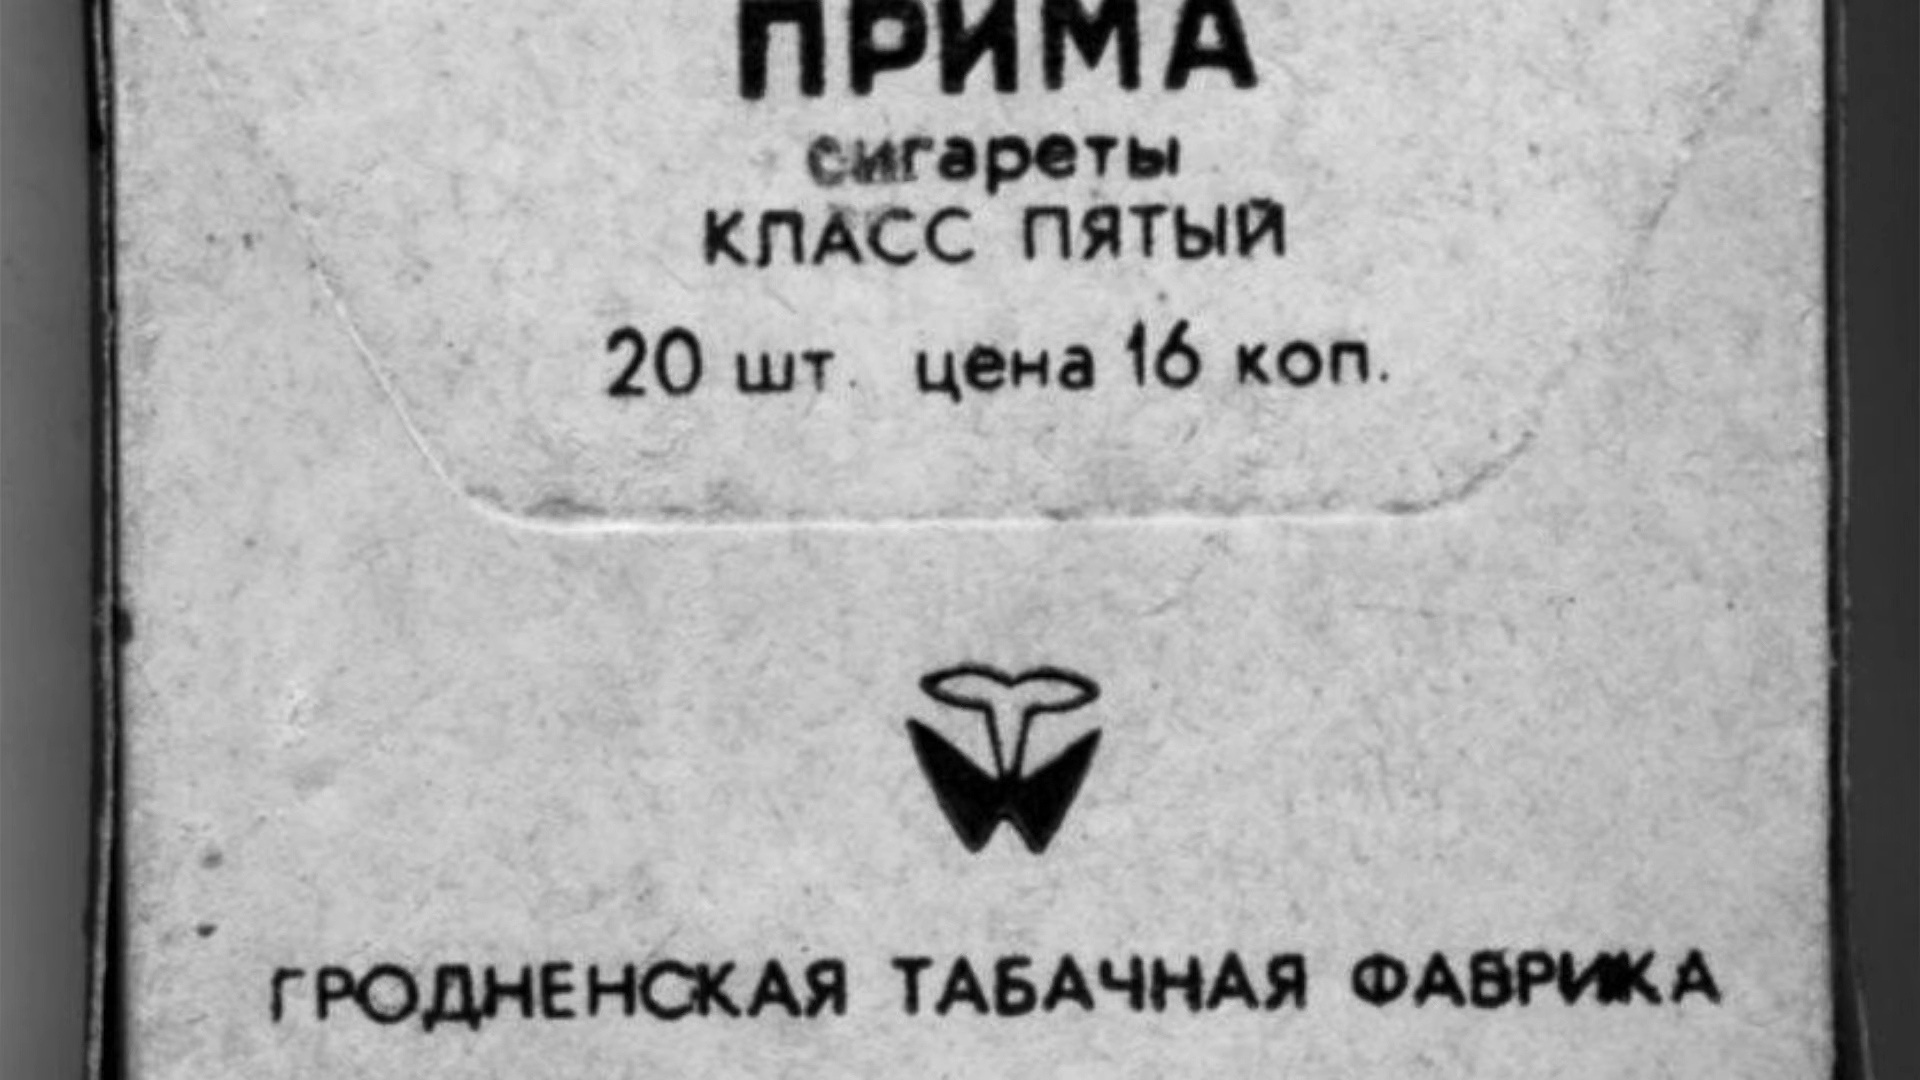 ПРИМА
сигареты
КЛАСС ПЯТЫЙ
20 шт. цена 16 коп.
ГРОДНЕНСКАЯ ТАБАЧНАЯ ФАБРИКА